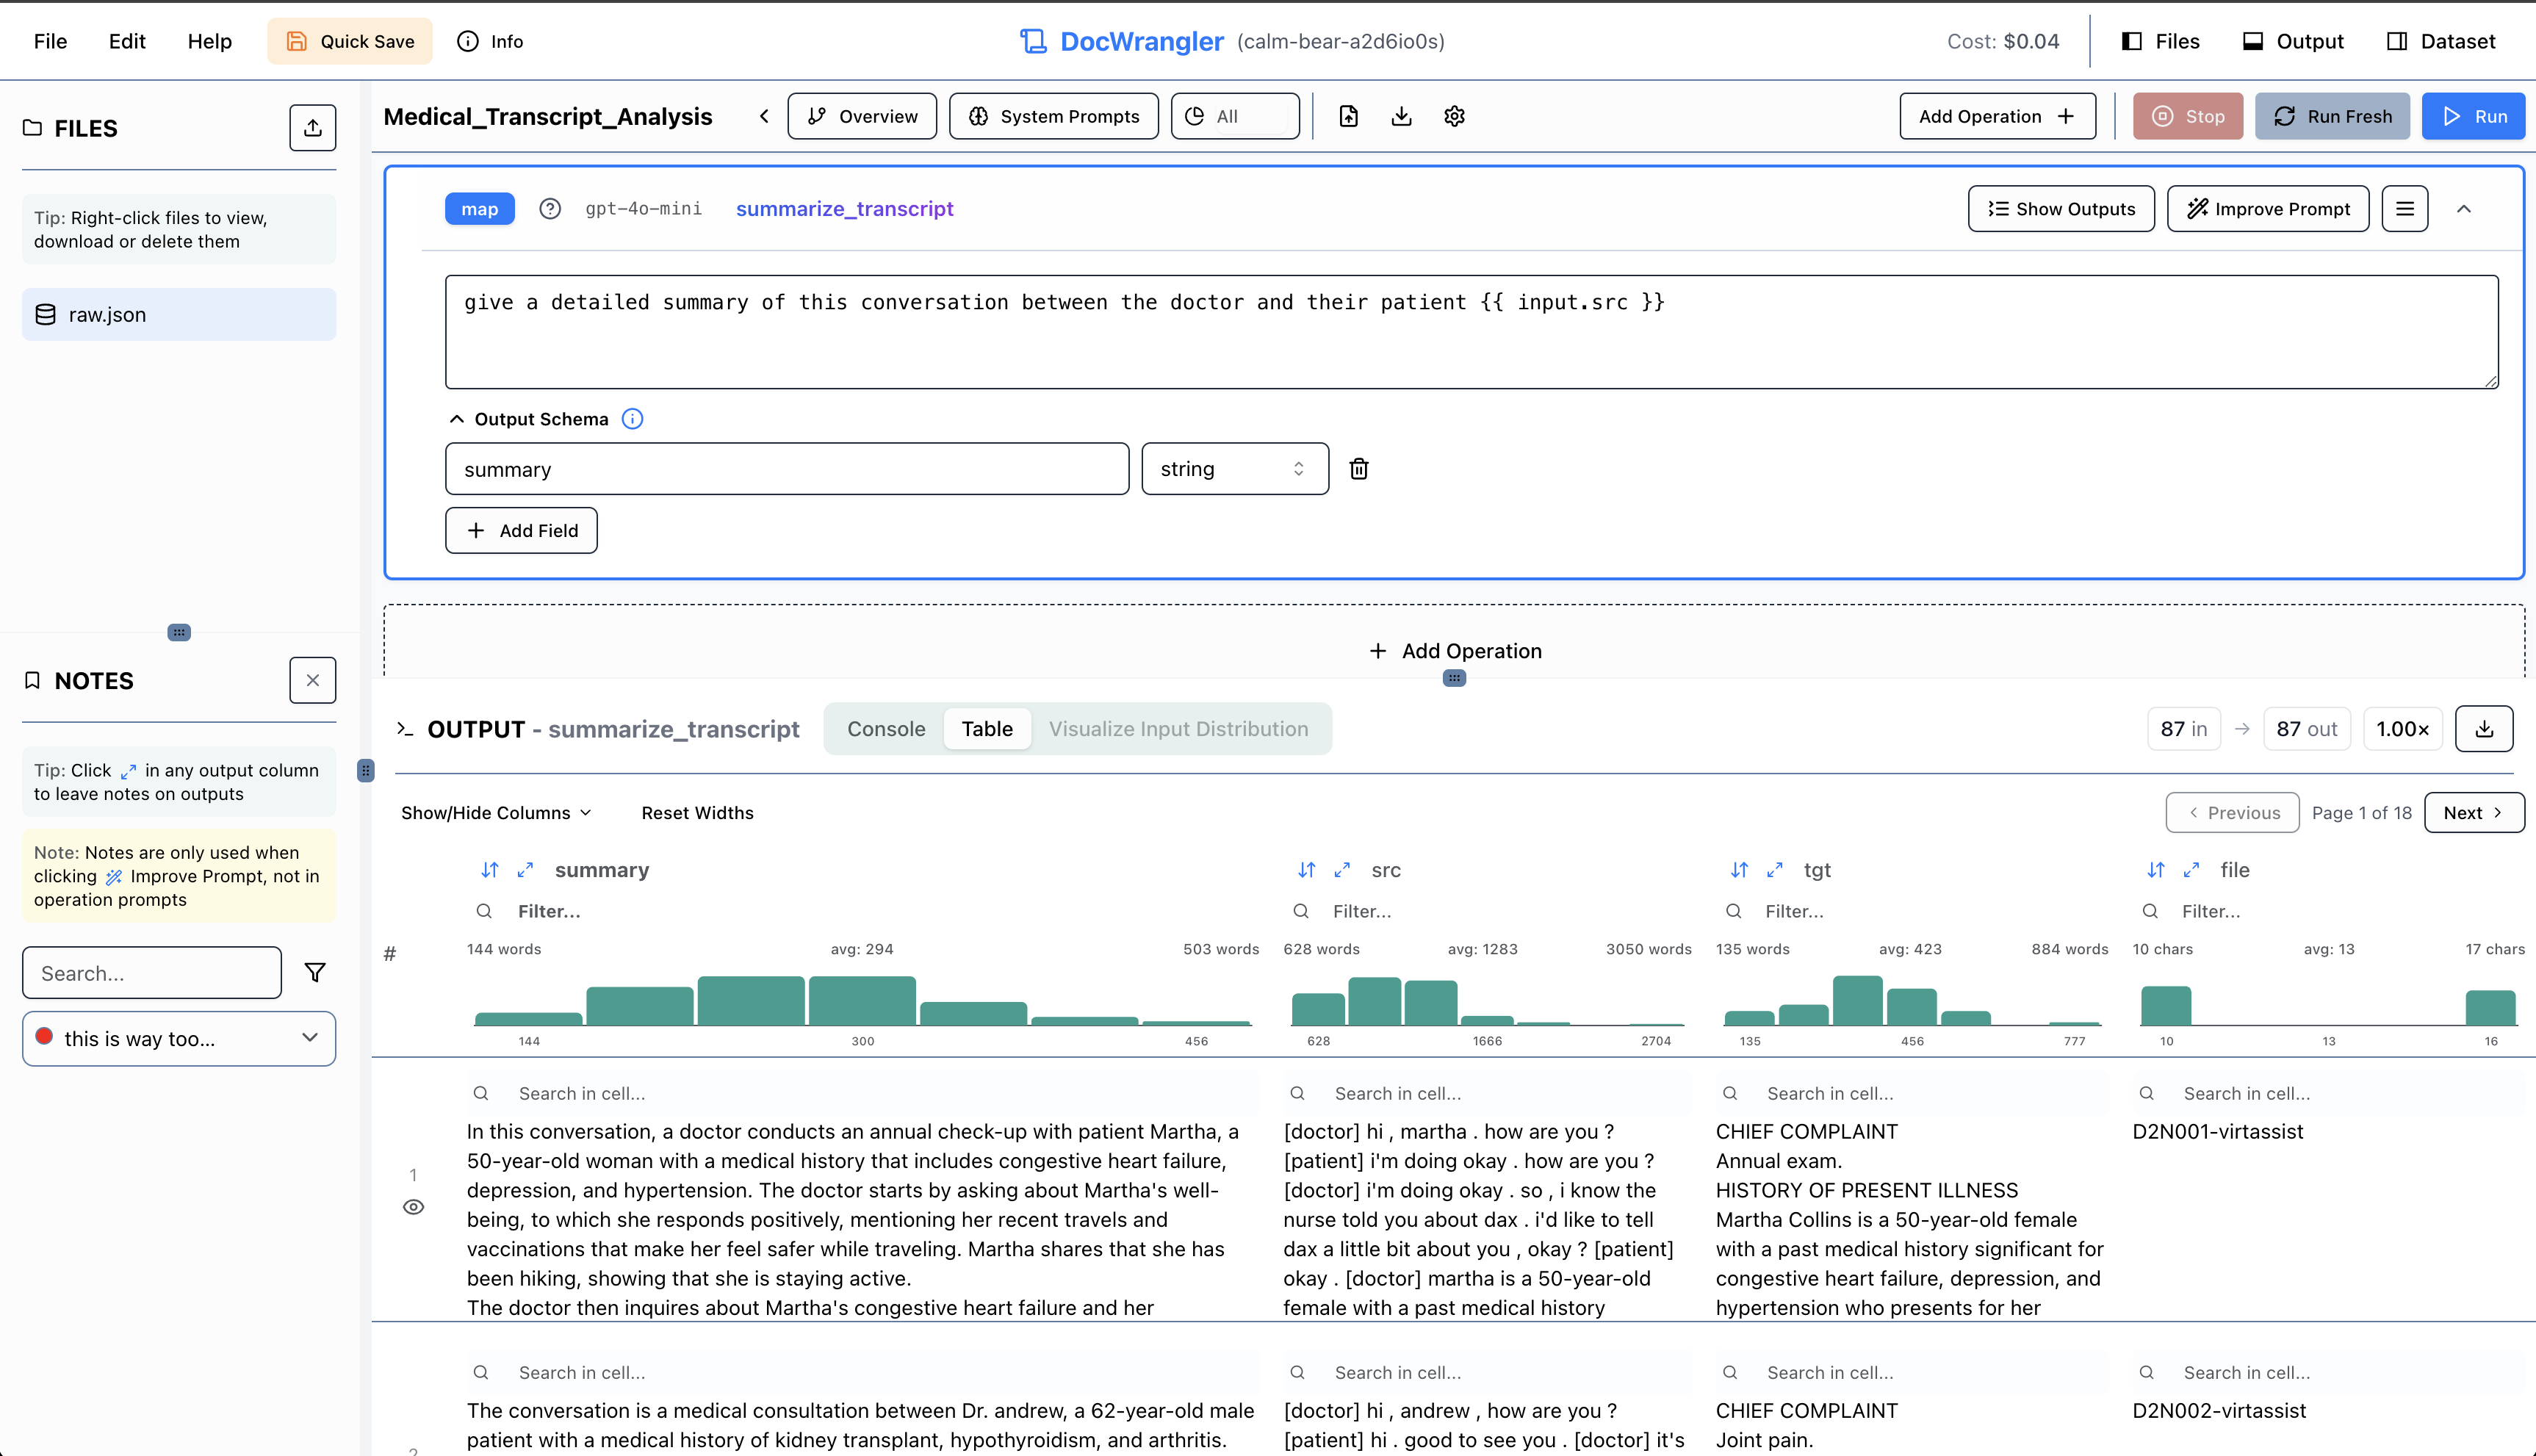 File Edit Help Quick Save Info DocWrangler (calm-bear-a2d6io0s) Cost: $0.04 Files Output Dataset
FILES
Tip: Right-click files to view,
download or delete them
raw.json
Medical_Transcript_Analysis Overview System Prompts All Add Operation Stop Run Fresh Run
map gpt-4o-mini summarize_transcript Show Outputs Improve Prompt
give a detailed summary of this conversation between the doctor and their patient {{ input.src }}
Output Schema
summary string
Add Field
Add Operation
NOTES
Tip: Click in any output column
to leave notes on outputs
Note: Notes are only used when
clicking Improve Prompt, not in
operation prompts
Search...
this is way too...
OUTPUT - summarize_transcript Console Table Visualize Input Distribution 87 in → 87 out 1.00×
Show/Hide Columns Reset Widths Previous Page 1 of 18 Next
# summary src tgt file
Filter... Filter... Filter... Filter...
144 words avg: 294 503 words 628 words avg: 1283 3050 words 135 words avg: 423 884 words 10 chars avg: 13 17 chars
144 300 456 628 1666 2704 135 456 777 10 13 16
1
Search in cell...
In this conversation, a doctor conducts an annual check-up with patient Martha, a
50-year-old woman with a medical history that includes congestive heart failure,
depression, and hypertension. The doctor starts by asking about Martha's well-
being, to which she responds positively, mentioning her recent travels and
vaccinations that make her feel safer while traveling. Martha shares that she has
been hiking, showing that she is staying active.
The doctor then inquires about Martha's congestive heart failure and her
Search in cell...
[doctor] hi , martha . how are you ?
[patient] i'm doing okay . how are you ?
[doctor] i'm doing okay . so , i know the
nurse told you about dax . i'd like to tell
dax a little bit about you , okay ? [patient]
okay . [doctor] martha is a 50-year-old
female with a past medical history
Search in cell...
CHIEF COMPLAINT
Annual exam.
HISTORY OF PRESENT ILLNESS
Martha Collins is a 50-year-old female
with a past medical history significant for
congestive heart failure, depression, and
hypertension who presents for her
Search in cell...
D2N001-virtassist
2
Search in cell...
The conversation is a medical consultation between Dr. andrew, a 62-year-old male
patient with a medical history of kidney transplant, hypothyroidism, and arthritis.
Search in cell...
[doctor] hi , andrew , how are you ?
[patient] hi . good to see you . [doctor] it's
Search in cell...
CHIEF COMPLAINT
Joint pain.
Search in cell...
D2N002-virtassist